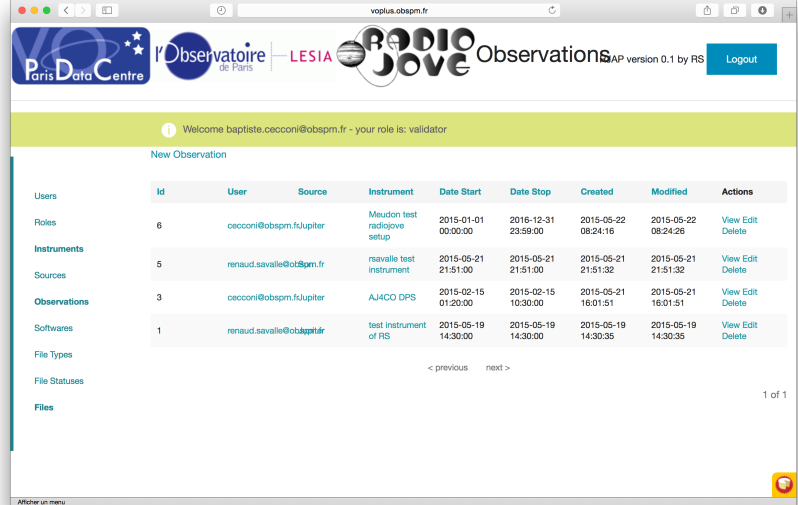 voplus.obspm.fr
VO
Paris Data Centre
l'Observatoire
de Paris
LESIA
RADIO
JOVE
Observations
AP version 0.1 by RS
Logout
i
Welcome baptiste.cecconi@obspm.fr - your role is: validator
New Observation
Users
Roles
Instruments
Sources
Observations
Softwares
File Types
File Statuses
Files
Id User Source Instrument Date Start Date Stop Created Modified Actions
6 cecconi@obspm.fr Jupiter Meudon test radiojove setup 2015-01-01 00:00:00 2016-12-31 23:59:00 2015-05-22 08:24:16 2015-05-22 08:24:26 View Edit Delete
5 renaud.savalle@obspm.fr Sun rsavalle test instrument 2015-05-21 21:51:00 2015-05-21 21:51:00 2015-05-21 21:51:32 2015-05-21 21:51:32 View Edit Delete
3 cecconi@obspm.fr Jupiter AJ4CO DPS 2015-02-15 01:20:00 2015-02-15 10:30:00 2015-05-21 16:01:51 2015-05-21 16:01:51 View Edit Delete
1 renaud.savalle@obspm.fr Jupiter test instrument of RS 2015-05-19 14:30:00 2015-05-19 14:30:00 2015-05-19 14:30:35 2015-05-19 14:30:35 View Edit Delete
< previous next >
1 of 1
Afficher un menu